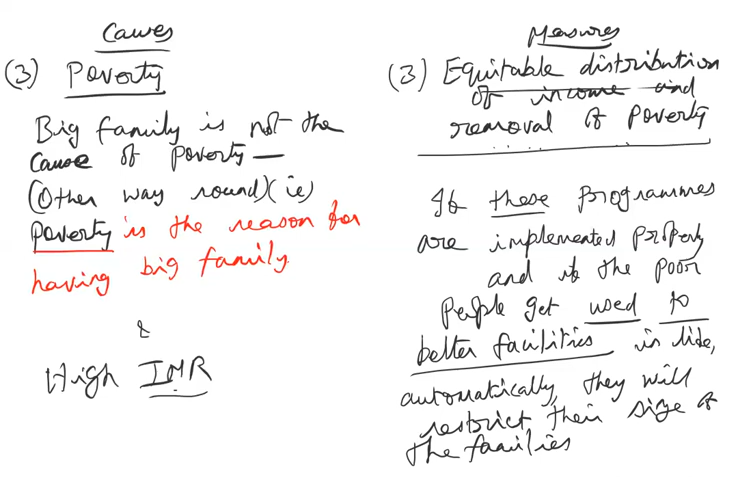 Causes
(3) Poverty
Big family is not the
cause of poverty —
(Other way round) (ie)
poverty is the reason for
having big family.
&
High IMR
Measures
(3) Equitable distribution
of income and
removal of poverty
If these programmes
are implemented properly
and if the poor
people get used to
better facilities in life,
automatically, they will
restrict their size of
the families